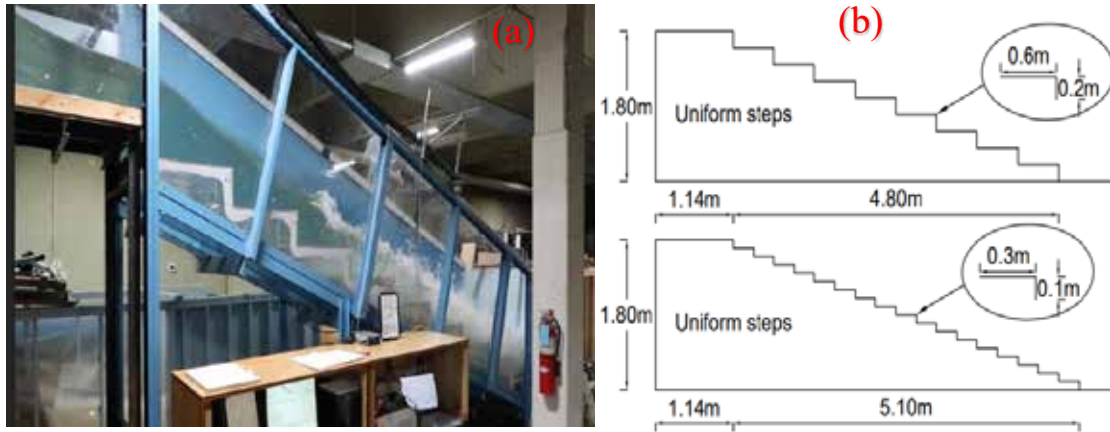 (a)
(b)
0.6m
0.2m
1.80m
Uniform steps
1.14m
4.80m
0.3m
0.1m
1.80m
Uniform steps
1.14m
5.10m